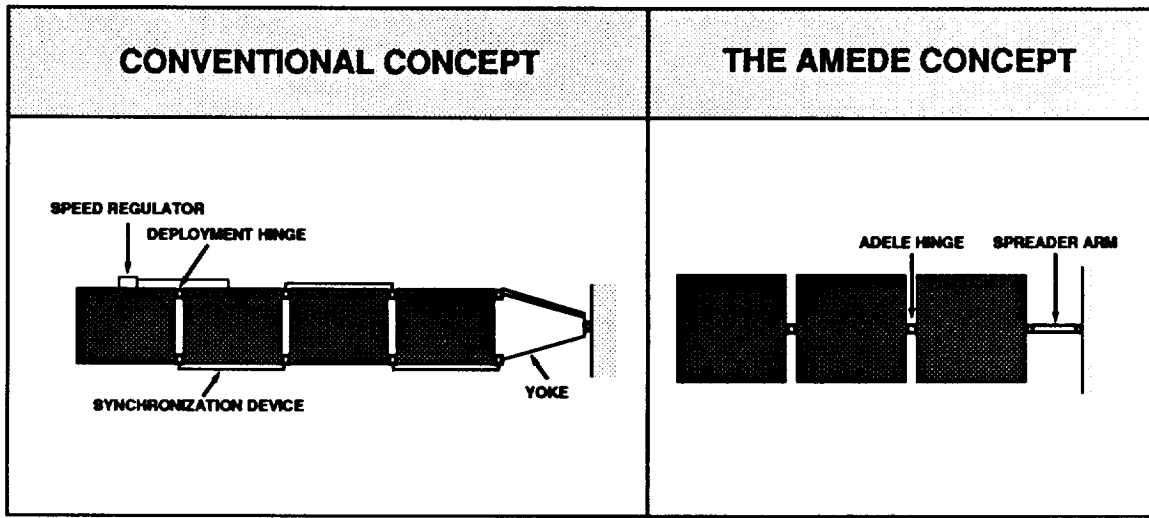 CONVENTIONAL CONCEPT
THE AMEDE CONCEPT
SPEED REGULATOR
DEPLOYMENT HINGE
SYNCHRONIZATION DEVICE
YOKE
ADELE HINGE
SPREADER ARM